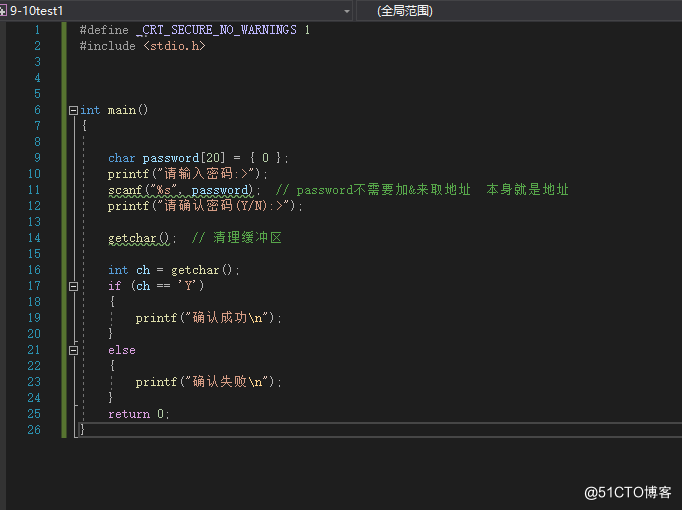 9-10test1
(全局范围)
1 #define _CRT_SECURE_NO_WARNINGS 1
2 #include <stdio.h>
3
4
5
6 int main()
7 {
8
9 char password[20] = { 0 };
10 printf("请输入密码:>");
11 scanf("%s", password); // password不需要加&来取地址 本身就是地址
12 printf("请确认密码(Y/N):>");
13
14 getchar(); // 清理缓冲区
15
16 int ch = getchar();
17 if (ch == 'Y')
18 {
19 printf("确认成功\n");
20 }
21 else
22 {
23 printf("确认失败\n");
24 }
25 return 0;
26 }
@51CTO博客